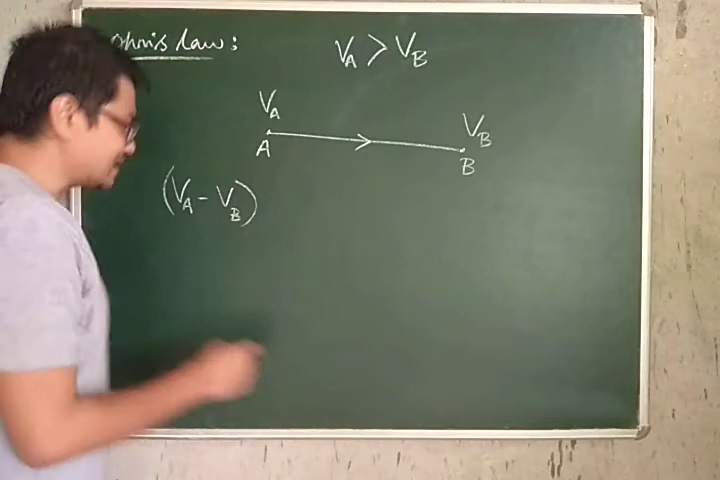 ohm's law:
V_A > V_B
V_A
V_B
A
B
(V_A - V_B)